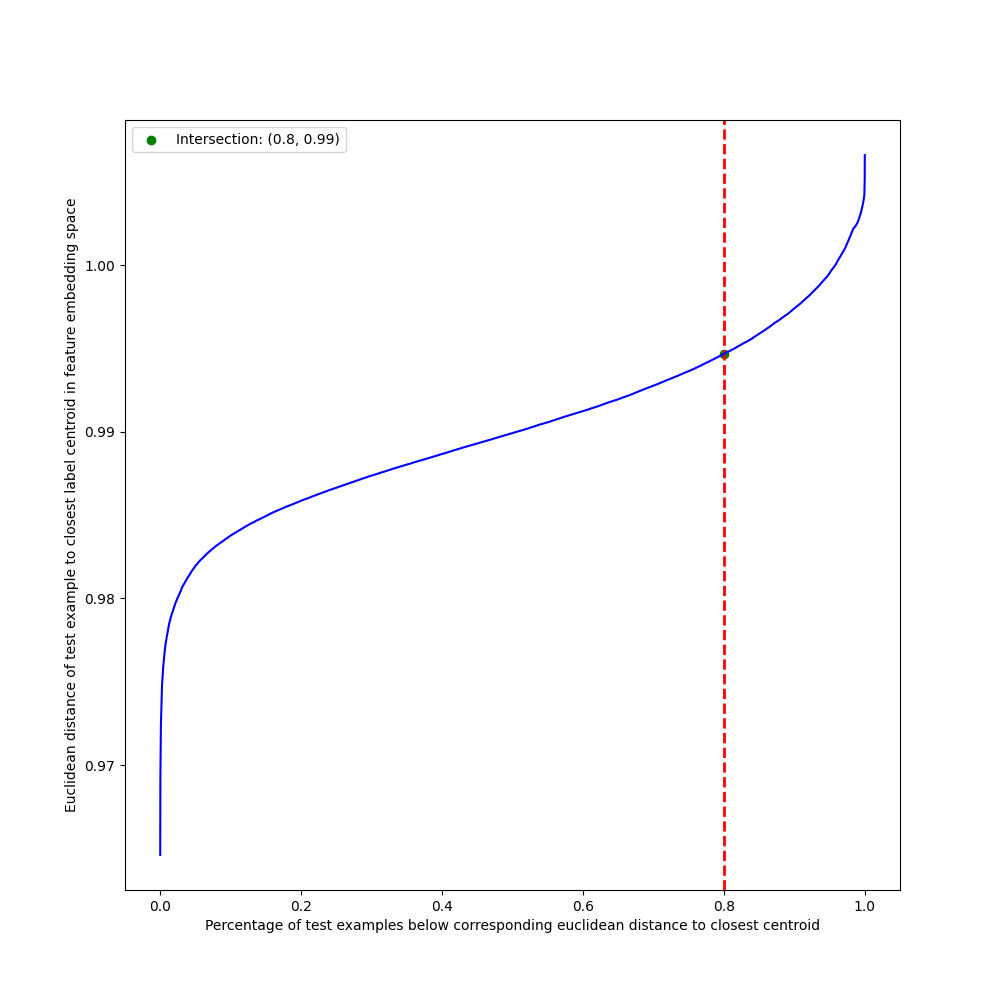 Intersection: (0.8, 0.99)
Euclidean distance of test example to closest label centroid in feature embedding space
1.00
0.99
0.98
0.97
0.0 0.2 0.4 0.6 0.8 1.0
Percentage of test examples below corresponding euclidean distance to closest centroid